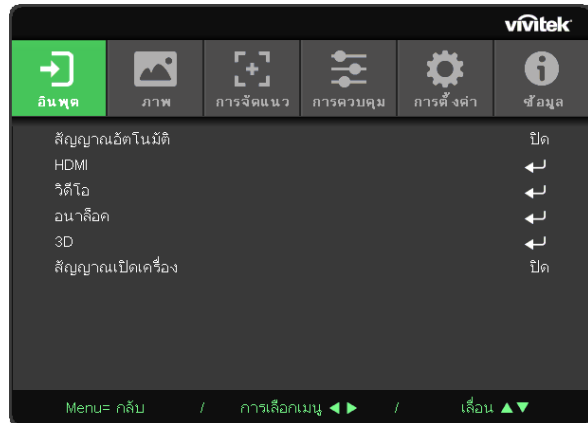 vivitek
อินพุต ภาพ การจัดแนว การควบคุม การตั้งค่า ข้อมูล
สัญญาณอัตโนมัติ ปิด
HDMI
วิดีโอ
อนาล็อค
3D
สัญญาณเปิดเครื่อง ปิด
Menu= กลับ / การเลือกเมนู ◀ ▶ / เลื่อน ▲▼